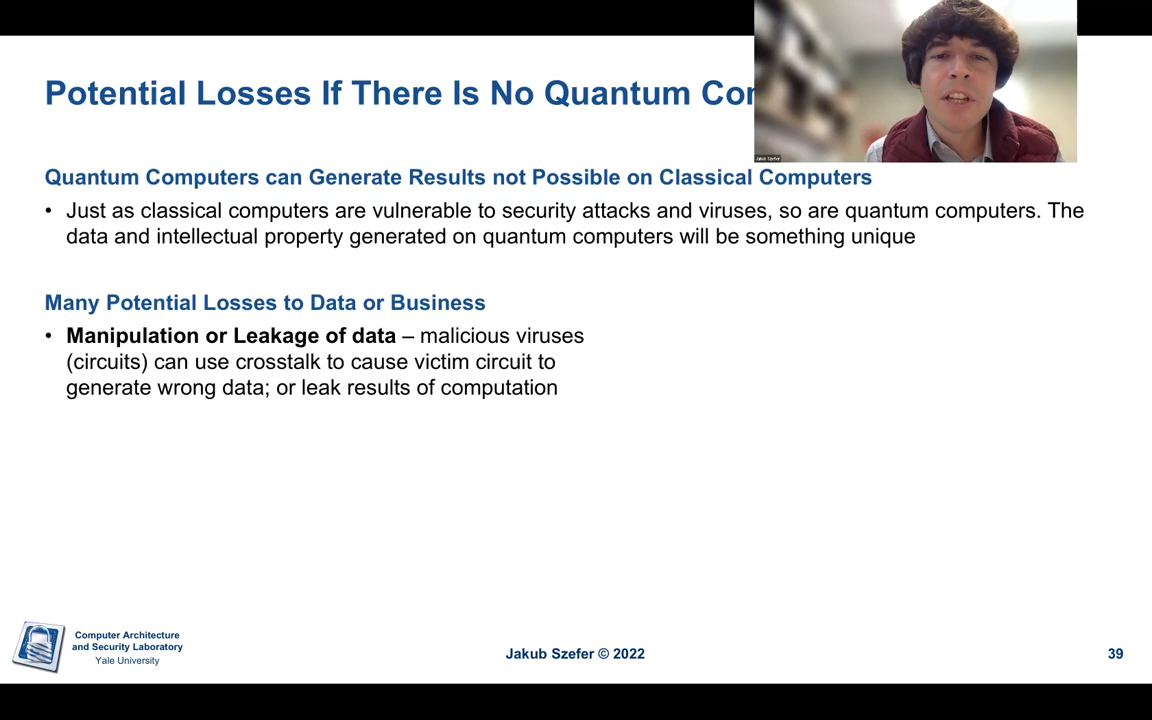 Potential Losses If There Is No Quantum
Jakub Szefer
Quantum Computers can Generate Results not Possible on Classical Computers
• Just as classical computers are vulnerable to security attacks and viruses, so are quantum computers. The
data and intellectual property generated on quantum computers will be something unique
Many Potential Losses to Data or Business
• Manipulation or Leakage of data – malicious viruses
(circuits) can use crosstalk to cause victim circuit to
generate wrong data; or leak results of computation
Computer Architecture
and Security Laboratory
Yale University
Jakub Szefer © 2022
39